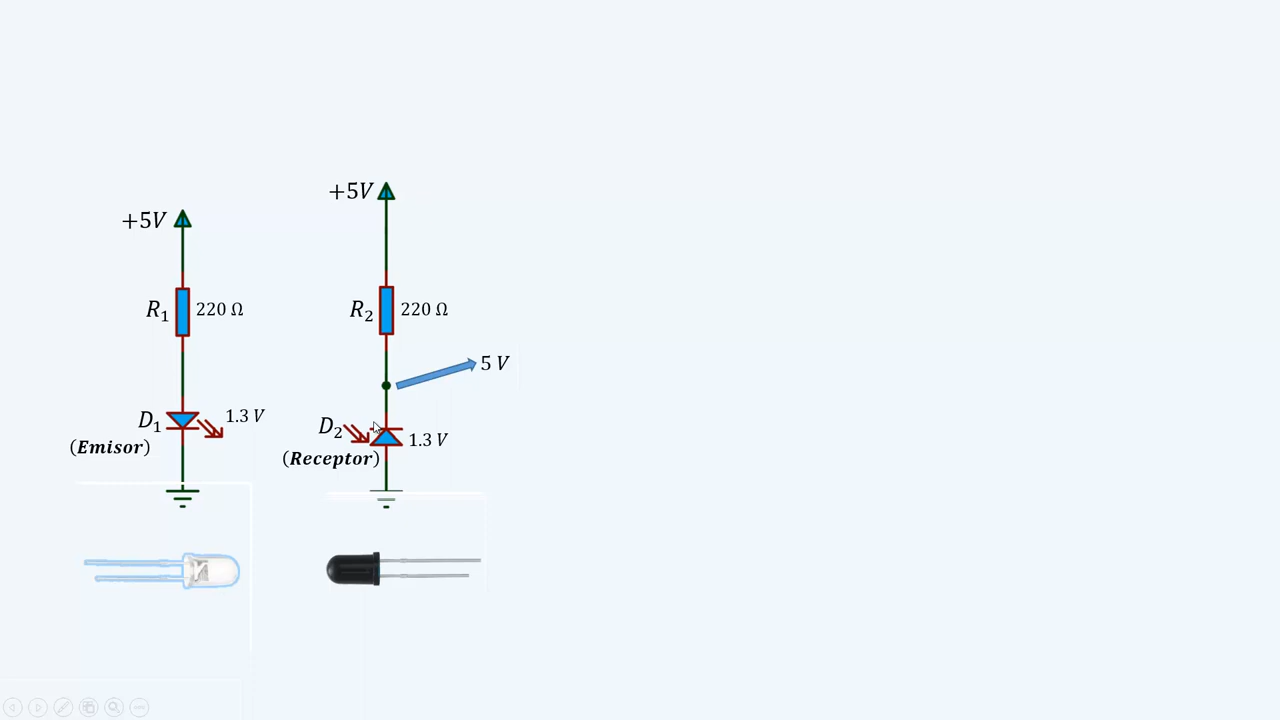 +5V
R1 220 Ω
D1 1.3 V
(Emisor)
+5V
R2 220 Ω
5 V
D2 1.3 V
(Receptor)